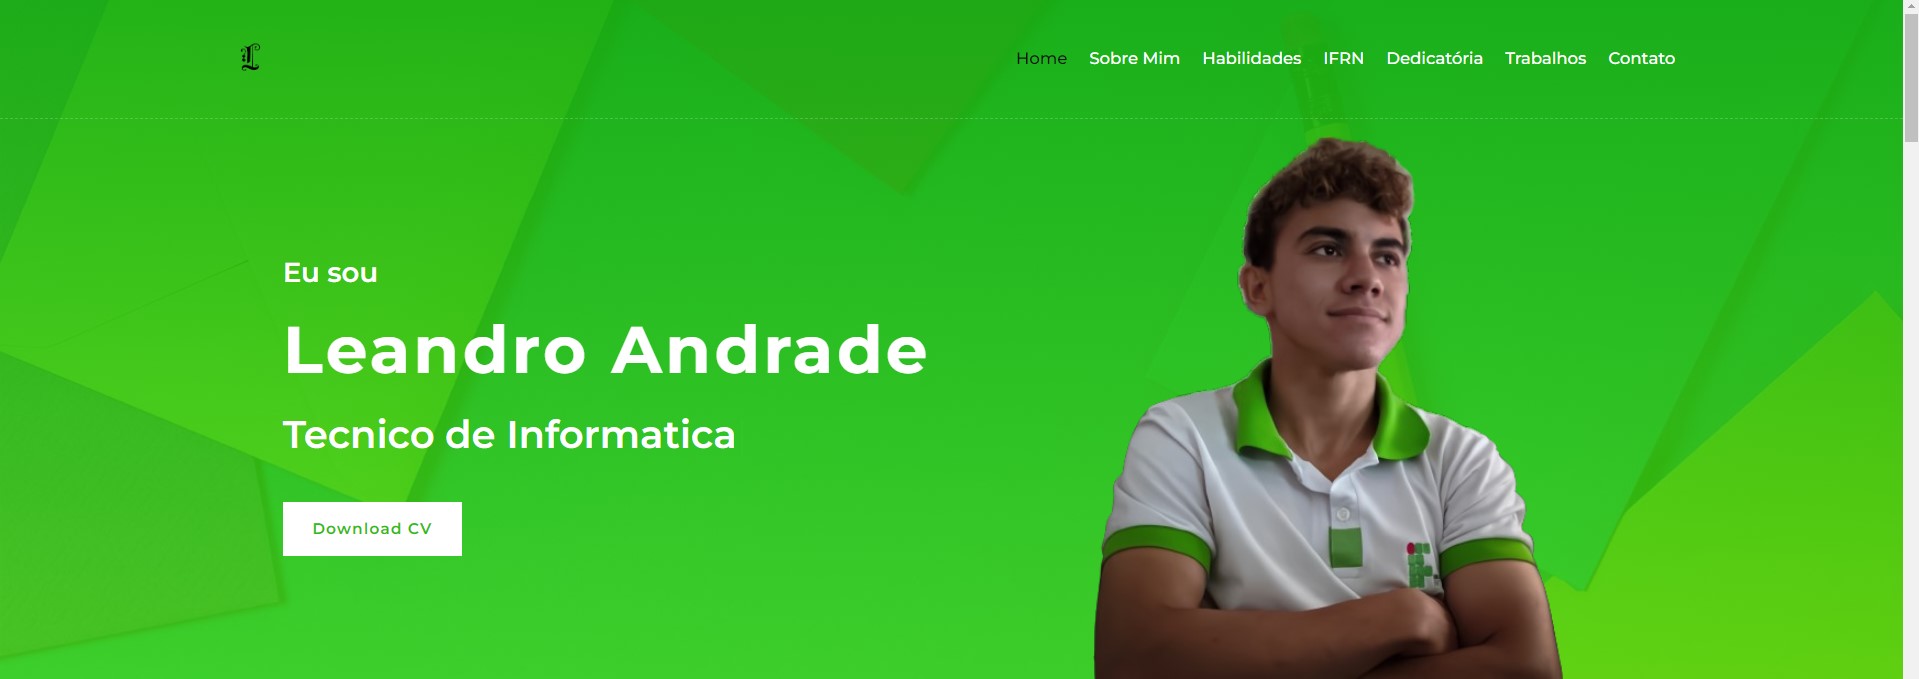 L
Home Sobre Mim Habilidades IFRN Dedicatória Trabalhos Contato
Eu sou
Leandro Andrade
Tecnico de Informatica
Download CV